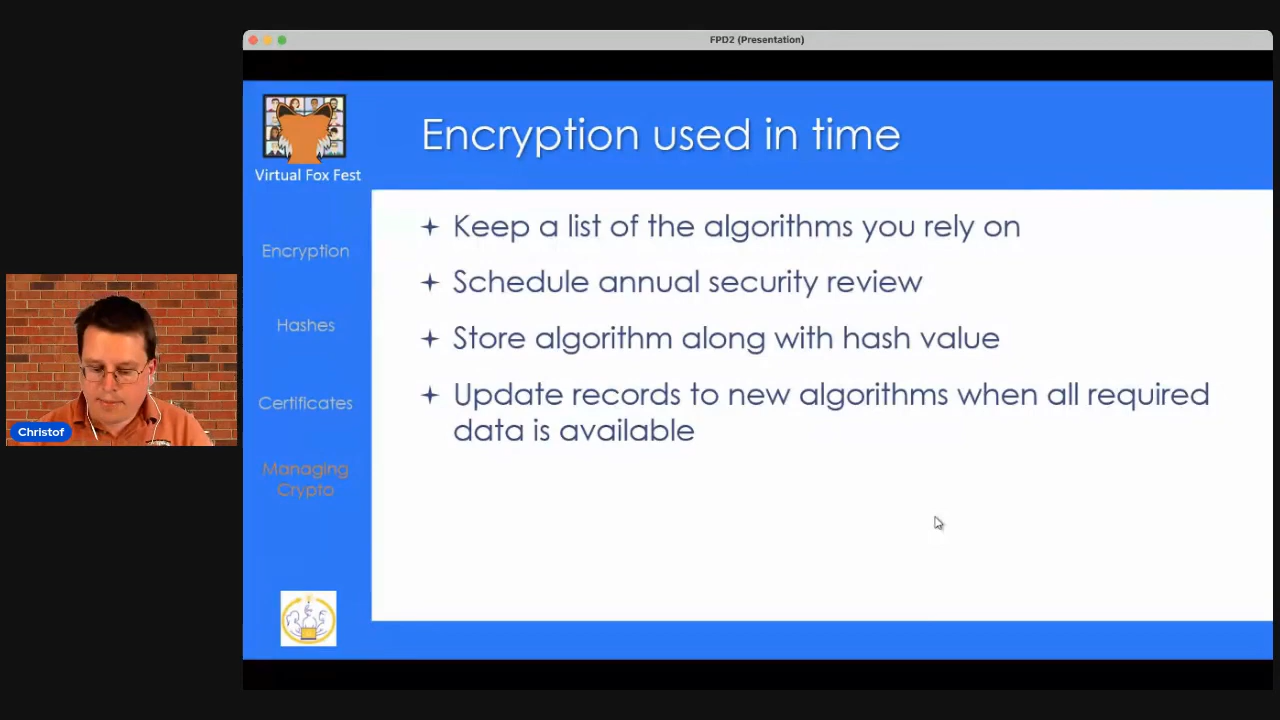 FPD2 (Presentation)
Virtual Fox Fest
Encryption used in time
Encryption
Hashes
Certificates
Managing
Crypto
Keep a list of the algorithms you rely on
Schedule annual security review
Store algorithm along with hash value
Update records to new algorithms when all required
data is available
Christof